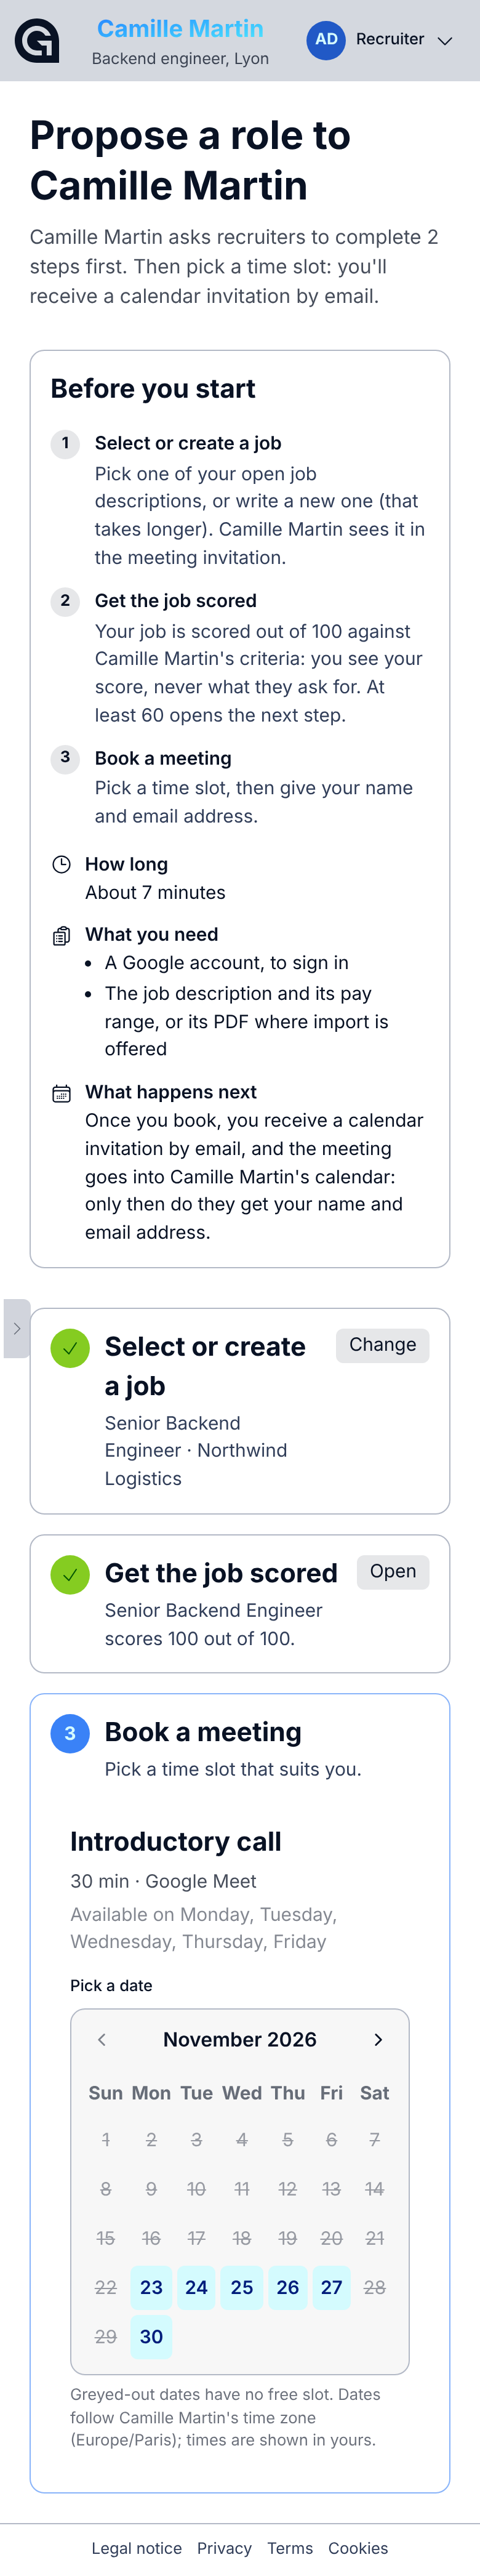 Camille Martin
Backend engineer, Lyon
AD
Recruiter
Propose a role to
Camille Martin
Camille Martin asks recruiters to complete 2
steps first. Then pick a time slot: you'll
receive a calendar invitation by email.
Before you start
1
Select or create a job
Pick one of your open job
descriptions, or write a new one (that
takes longer). Camille Martin sees it in
the meeting invitation.
2
Get the job scored
Your job is scored out of 100 against
Camille Martin's criteria: you see your
score, never what they ask for. At
least 60 opens the next step.
3
Book a meeting
Pick a time slot, then give your name
and email address.
How long
About 7 minutes
What you need
• A Google account, to sign in
• The job description and its pay
range, or its PDF where import is
offered
What happens next
Once you book, you receive a calendar
invitation by email, and the meeting
goes into Camille Martin's calendar:
only then do they get your name and
email address.
Select or create
a job
Change
Senior Backend
Engineer · Northwind
Logistics
Get the job scored
Open
Senior Backend Engineer
scores 100 out of 100.
3
Book a meeting
Pick a time slot that suits you.
Introductory call
30 min · Google Meet
Available on Monday, Tuesday,
Wednesday, Thursday, Friday
Pick a date
November 2026
Sun Mon Tue Wed Thu Fri Sat
1 2 3 4 5 6 7
8 9 10 11 12 13 14
15 16 17 18 19 20 21
22 23 24 25 26 27 28
29 30
Greyed-out dates have no free slot. Dates
follow Camille Martin's time zone
(Europe/Paris); times are shown in yours.
Legal notice Privacy Terms Cookies